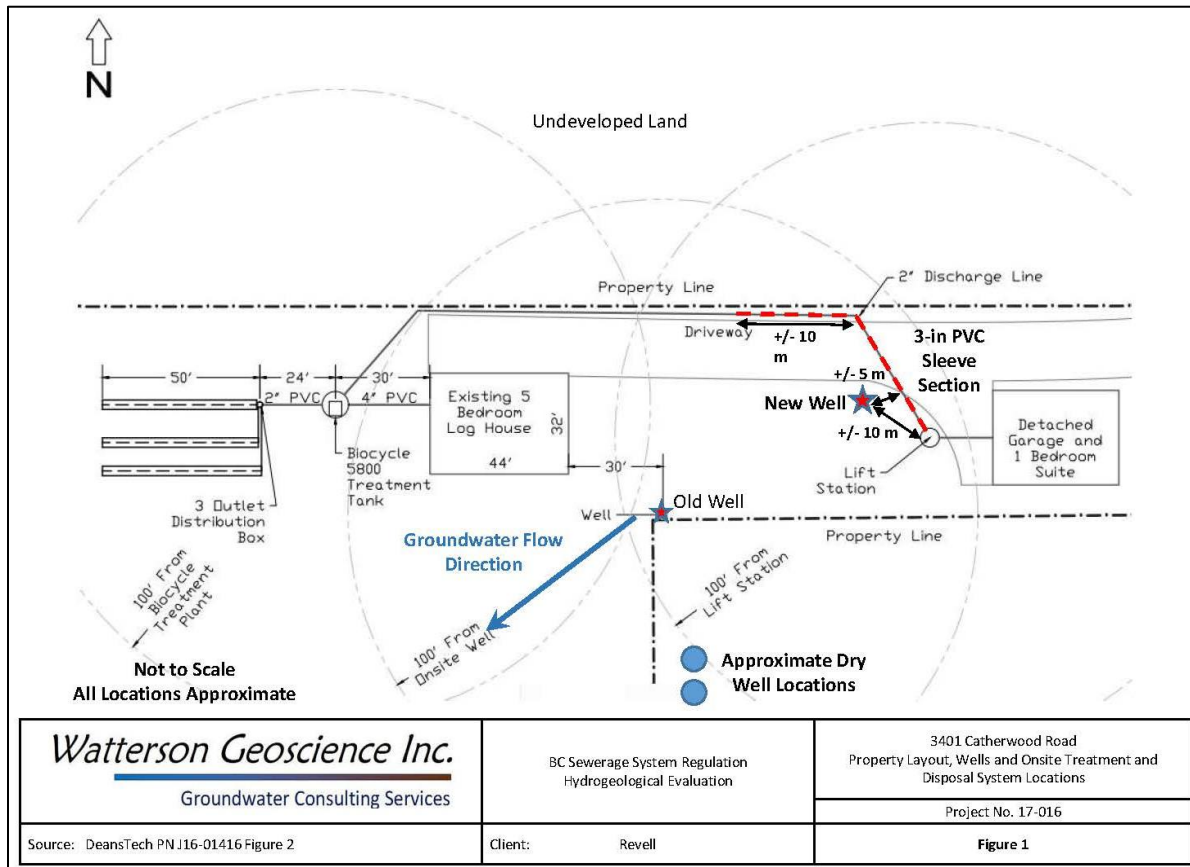 N
Undeveloped Land
2" Discharge Line
Property Line
Driveway
+/- 10
m
3-in PVC
Sleeve
Section
+/- 5 m
New Well
+/- 10 m
50'
24'
30'
2" PVC
4" PVC
Existing 5
Bedroom
Log House
32'
44'
30'
Detached
Garage and
1 Bedroom
Suite
Lift
Station
Biocycle
5800
Treatment
Tank
3 Outlet
Distribution
Box
Well
Old Well
Property Line
Groundwater Flow
Direction
100' From
Biocycle
Treatment
Plant
100' From
Onsite Well
100' From
Lift Station
Not to Scale
All Locations Approximate
Approximate Dry
Well Locations
Watterson Geoscience Inc.
Groundwater Consulting Services
BC Sewerage System Regulation
Hydrogeological Evaluation
3401 Catherwood Road
Property Layout, Wells and Onsite Treatment and
Disposal System Locations
Project No. 17-016
Source: DeansTech PN J16-01416 Figure 2
Client: Revell
Figure 1